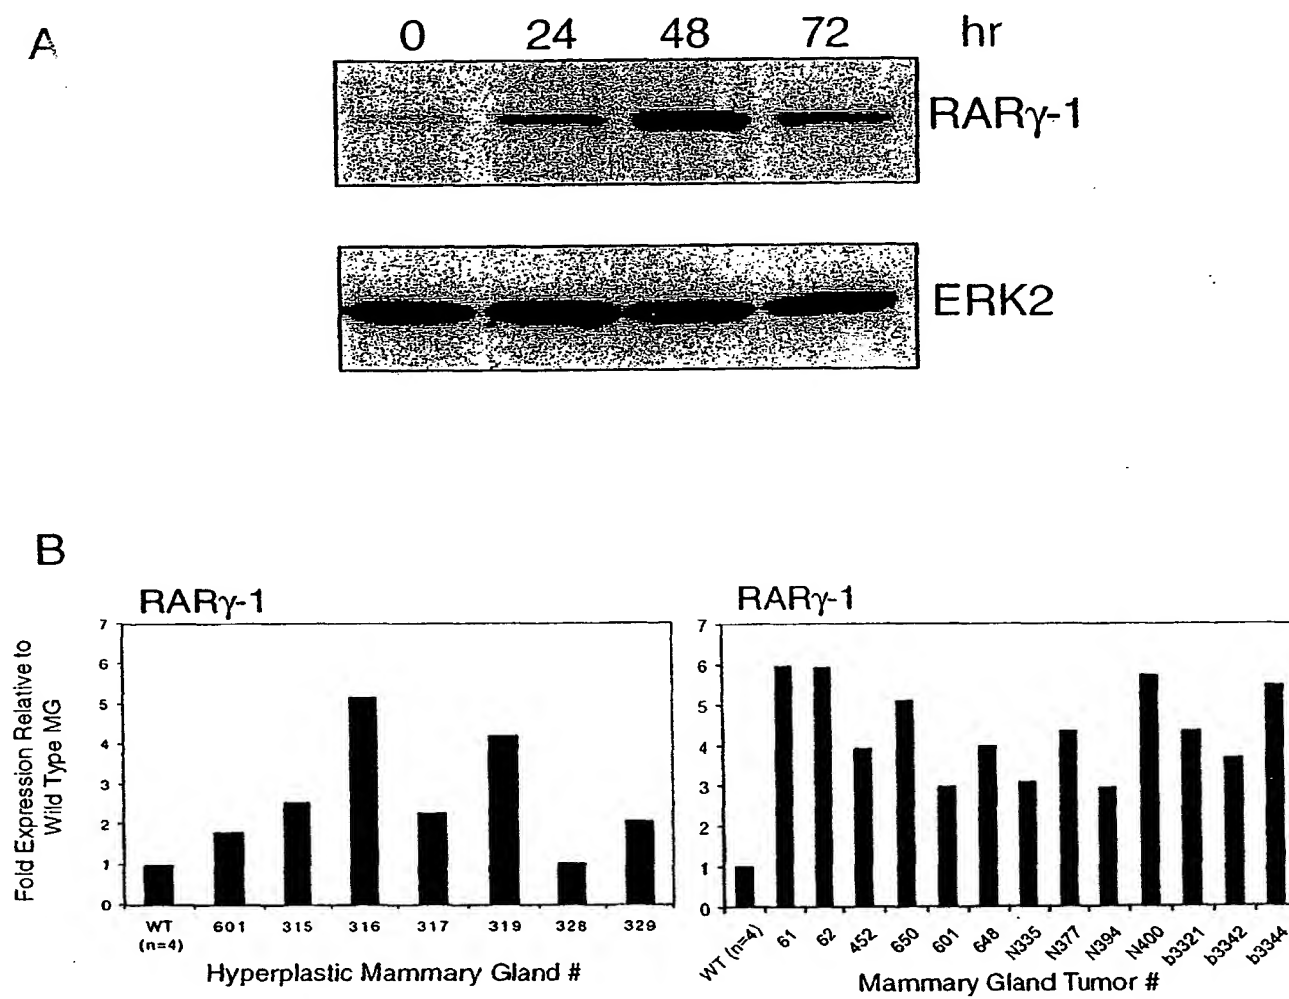 A
0 24 48 72 hr
RARγ-1
ERK2
B
RARγ-1
Fold Expression Relative to
Wild Type MG
7
6
5
4
3
2
1
0
WT 601 315 316 317 319 328 329
(n=4)
Hyperplastic Mammary Gland #
RARγ-1
7
6
5
4
3
2
1
0
WT (n=4) 61 62 452 650 601 648 N335 N377 N394 N400 b3321 b3342 b3344
Mammary Gland Tumor #